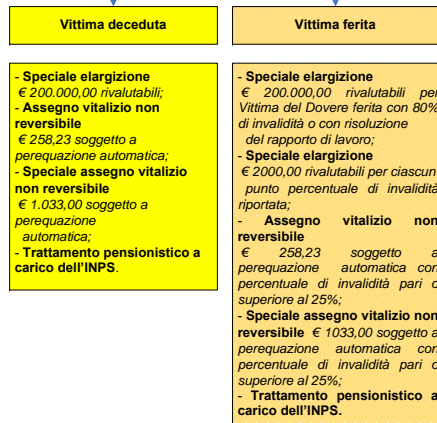 Vittima deceduta
- Speciale elargizione
€ 200.000,00 rivalutabili;
- Assegno vitalizio non
reversibile
€ 258,23 soggetto a
perequazione automatica;
- Speciale assegno vitalizio
non reversibile
€ 1.033,00 soggetto a
perequazione
automatica;
- Trattamento pensionistico a
carico dell'INPS.
Vittima ferita
- Speciale elargizione
€ 200.000,00 rivalutabili per
Vittima del Dovere ferita con 80%
di invalidità o con risoluzione
del rapporto di lavoro;
- Speciale elargizione
€ 2000,00 rivalutabili per ciascun
punto percentuale di invalidità
riportata;
- Assegno vitalizio non
reversibile
€ 258,23 soggetto a
perequazione automatica con
percentuale di invalidità pari o
superiore al 25%;
- Speciale assegno vitalizio non
reversibile € 1033,00 soggetto a
perequazione automatica con
percentuale di invalidità pari o
superiore al 25%;
- Trattamento pensionistico a
carico dell'INPS.